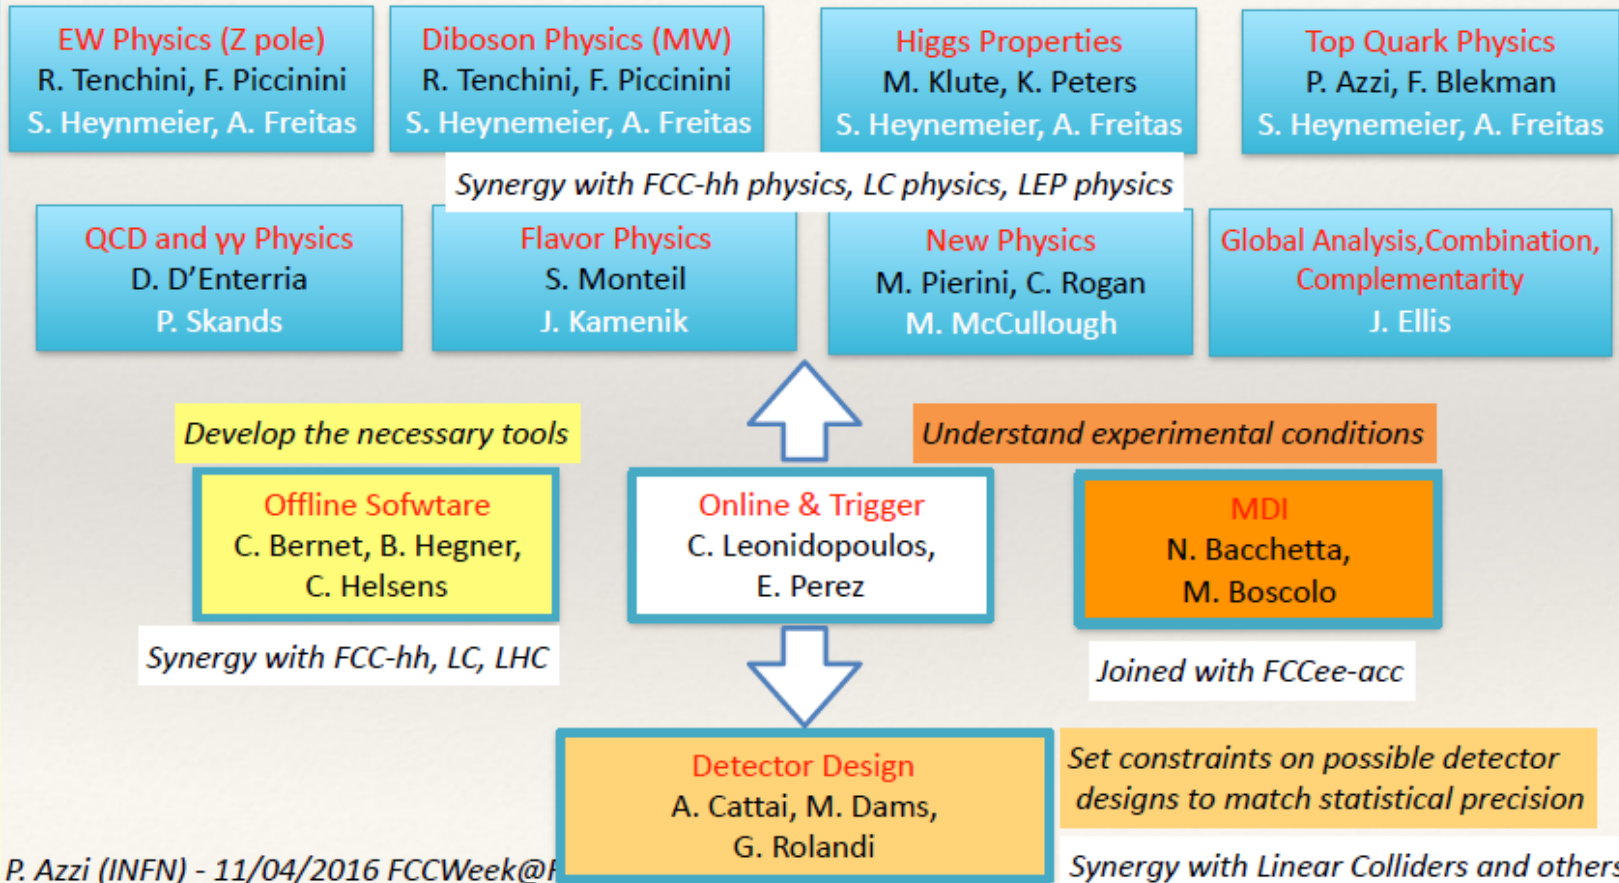 EW Physics (Z pole)
R. Tenchini, F. Piccinini
S. Heynmeier, A. Freitas
Diboson Physics (MW)
R. Tenchini, F. Piccinini
S. Heynemeier, A. Freitas
Higgs Properties
M. Klute, K. Peters
S. Heynemeier, A. Freitas
Top Quark Physics
P. Azzi, F. Blekman
S. Heynemeier, A. Freitas
Synergy with FCC-hh physics, LC physics, LEP physics
QCD and γγ Physics
D. D’Enterria
P. Skands
Flavor Physics
S. Monteil
J. Kamenik
New Physics
M. Pierini, C. Rogan
M. McCullough
Global Analysis,Combination,
Complementarity
J. Ellis
Develop the necessary tools
Understand experimental conditions
Offline Sofwtare
C. Bernet, B. Hegner,
C. Helsens
Online & Trigger
C. Leonidopoulos,
E. Perez
MDI
N. Bacchetta,
M. Boscolo
Synergy with FCC-hh, LC, LHC
Joined with FCCee-acc
Detector Design
A. Cattai, M. Dams,
G. Rolandi
Set constraints on possible detector
designs to match statistical precision
P. Azzi (INFN) - 11/04/2016 FCCWeek@
Synergy with Linear Colliders and others